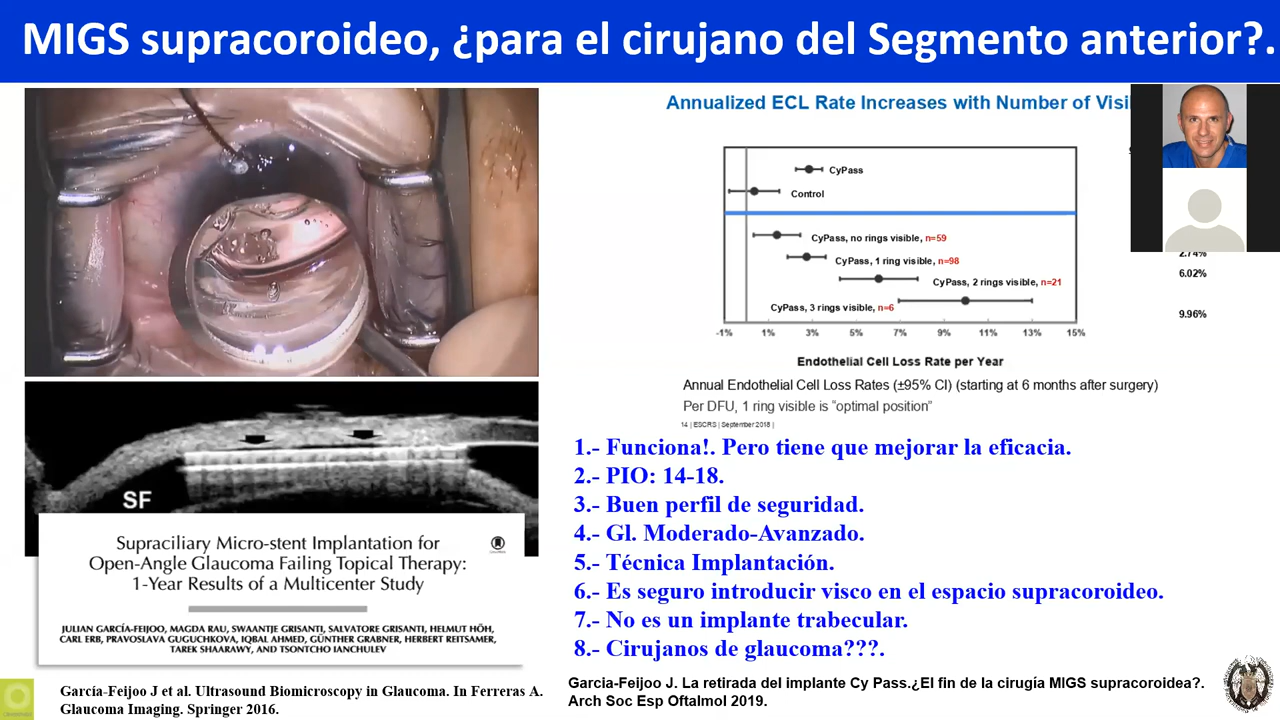 MIGS supracoroideo, ¿para el cirujano del Segmento anterior?.
SF
Supraciliary Micro-stent Implantation for
Open-Angle Glaucoma Failing Topical Therapy:
1-Year Results of a Multicenter Study
JULIAN GARCÍA-FEIJOO, MAGDA RAU, SWAANTJE GRISANTI, SALVATORE GRISANTI, HELMUT HÖH,
CARL ERB, PRAVOSLAVA GUGUCHKOVA, IQBAL AHMED, GÜNTHER GRABNER, HERBERT REITSAMER,
TAREK SHAARAWY, AND TSONTCHO IANCHULEV
García-Feijoo J et al. Ultrasound Biomicroscopy in Glaucoma. In Ferreras A.
Glaucoma Imaging. Springer 2016.
Annualized ECL Rate Increases with Number of
CyPass
Control
CyPass, no rings visible, n=59
CyPass, 1 ring visible, n=98
CyPass, 2 rings visible, n=21
CyPass, 3 rings visible, n=6
-1% 1% 3% 5% 7% 9% 11% 13% 15%
Endothelial Cell Loss Rate per Year
2.74%
6.02%
9.96%
Annual Endothelial Cell Loss Rates (±95% CI) (starting at 6 months after surgery)
Per DFU, 1 ring visible is “optimal position”
14 | ESCRS | September 2018 |
1.- Funciona!. Pero tiene que mejorar la eficacia.
2.- PIO: 14-18.
3.- Buen perfil de seguridad.
4.- Gl. Moderado-Avanzado.
5.- Técnica Implantación.
6.- Es seguro introducir visco en el espacio supracoroideo.
7.- No es un implante trabecular.
8.- Cirujanos de glaucoma???.
Garcia-Feijoo J. La retirada del implante Cy Pass.¿El fin de la cirugía MIGS supracoroidea?.
Arch Soc Esp Oftalmol 2019.